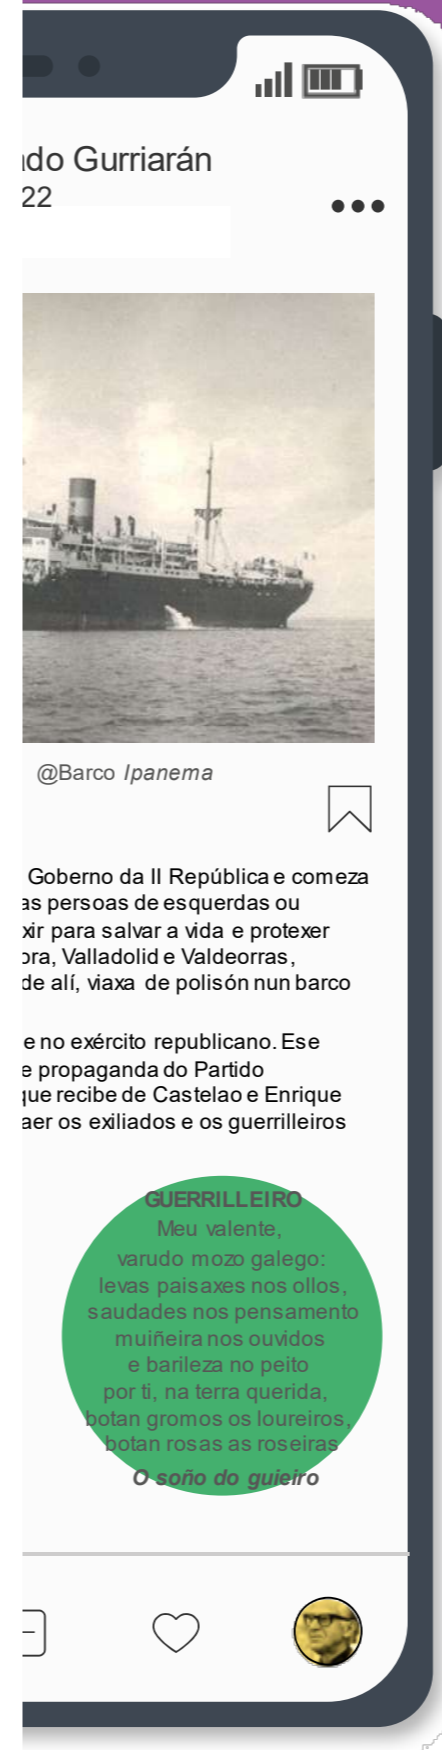 do Gurriarán
22
@Barco Ipanema
Goberno da II República e comeza
as persoas de esquerdas ou
xir para salvar a vida e protexer
ora, Valladolid e Valdeorras,
de alí, viaxa de polisón nun barco
e no exército republicano. Ese
e propaganda do Partido
que recibe de Castelao e Enrique
aer os exiliados e os guerrilleiros
GUERRILLEIRO
Meu valente,
varudo mozo galego:
levas paisaxes nos ollos,
saudades nos pensamento
muiñeira nos ouvidos
e barileza no peito
por ti, na terra querida,
botan gromos os loureiros,
botan rosas as roseiras
O soño do guieiro